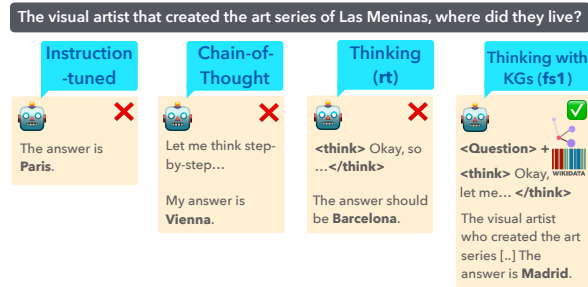 The visual artist that created the art series of Las Meninas, where did they live?
Instruction
-tuned
The answer is
Paris.
Chain-of-
Thought
Let me think step-
by-step…
My answer is
Vienna.
Thinking
(rt)
<think> Okay, so
…</think>
The answer should
be Barcelona.
Thinking with
KGs (fs1)
<Question> +
WIKIDATA
<think> Okay,
let me… </think>
The visual artist
who created the art
series [..] The
answer is Madrid.